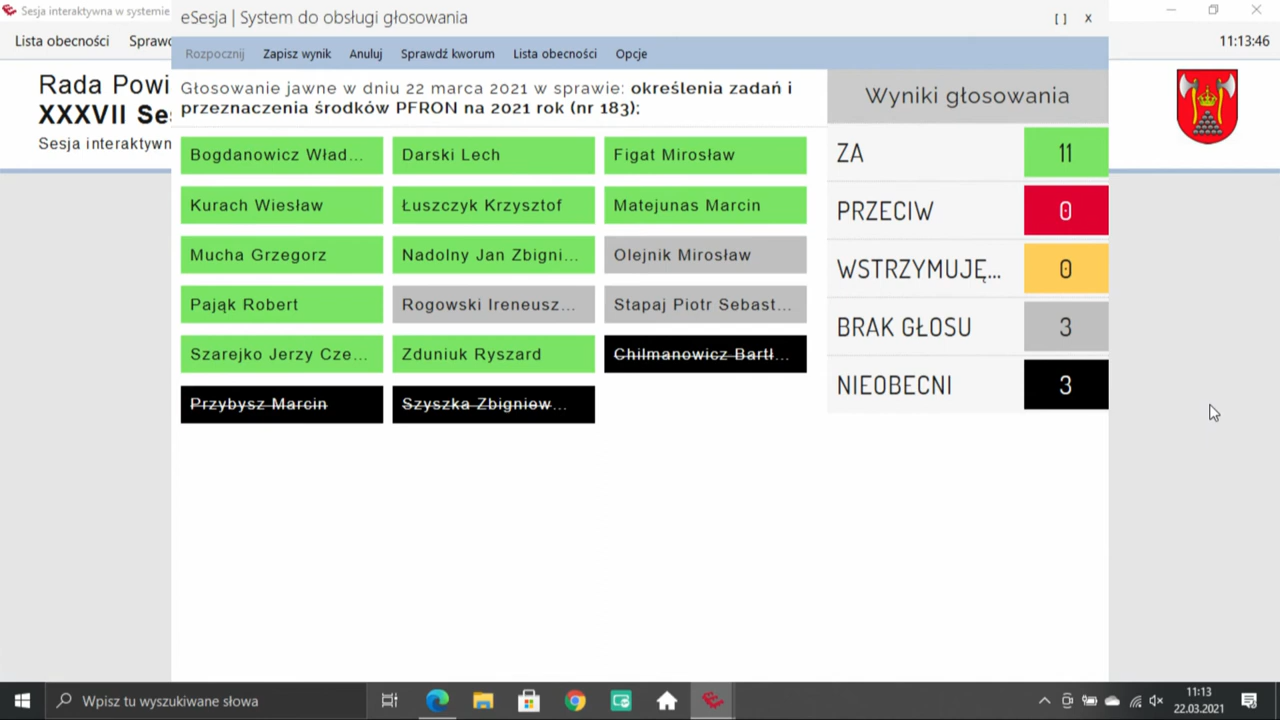 Sesja interaktywna w systemie
Lista obecności Sprawd
11:13:46
Rada Powi
XXXVII Se
Sesja interaktywn
eSesja | System do obsługi głosowania
[ ] X
Rozpocznij Zapisz wynik Anuluj Sprawdź kworum Lista obecności Opcje
Głosowanie jawne w dniu 22 marca 2021 w sprawie: określenia zadań i
przeznaczenia środków PFRON na 2021 rok (nr 183);
Bogdanowicz Wład... Darski Lech Figat Mirosław
Kurach Wiesław Łuszczyk Krzysztof Matejunas Marcin
Mucha Grzegorz Nadolny Jan Zbigni... Olejnik Mirosław
Pająk Robert Rogowski Ireneusz... Stapaj Piotr Sebast...
Szarejko Jerzy Cze... Zduniuk Ryszard Chilmanowicz Bartł...
Przybysz Marcin Szyszka Zbigniew...
Wyniki głosowania
ZA 11
PRZECIW 0
WSTRZYMUJĘ... 0
BRAK GŁOSU 3
NIEOBECNI 3
Wpisz tu wyszukiwane słowa
11:13
22.03.2021